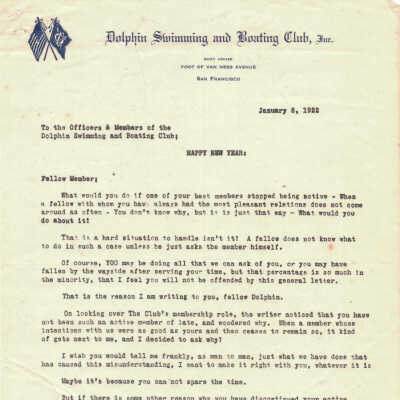 Dolphin Swimming and Boating Club, Inc.
BOAT HOUSE
FOOT OF VAN NESS AVENUE
SAN FRANCISCO
January 6, 1922
To the Officers & Members of the
Dolphin Swimming and Boating Club;
HAPPY NEW YEAR:
Fellow Member;
What would you do if one of your best members stopped being active - When
a fellow with whom you have always had the most pleasant relations does not come
around as often - You don't know why, but it is just that way - What would you
do about it!
That is a hard situation to handle isn't it! A fellow does not know what
to do in such a case unless he just asks the member himself.
Of course, YOU may be doing all that we can ask of you, or you may have
fallen by the wayside after serving your time, but that percentage is so much in
the minority, that I feel you will not be offended by this general letter.
That is the reason I am writing to you, fellow Dolphin.
On looking over The Club's membership role, the writer noticed that you have
not been such an active member of late, and wondered why. When a member whose
intentions with us were as good as yours and then ceases to remain so, it kind
of gets next to me, and I decided to ask why!
I wish you would tell me frankly, as man to man, just what we have done that
has caused this misunderstanding, I want to make it right with you, whatever it is
Maybe it's because you can not spare the time.
But if there is some other reason why you have discontinued your active